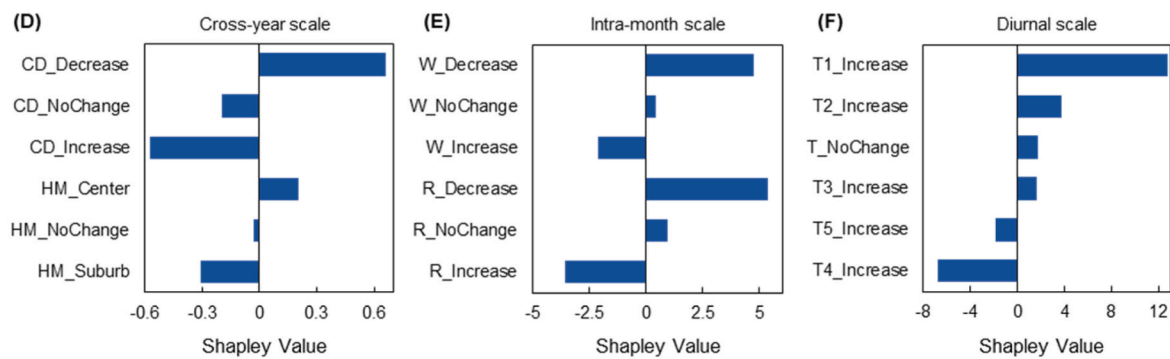 (D) Cross-year scale
CD_Decrease
CD_NoChange
CD_Increase
HM_Center
HM_NoChange
HM_Suburb
-0.6 -0.3 0 0.3 0.6
Shapley Value
(E) Intra-month scale
W_Decrease
W_NoChange
W_Increase
R_Decrease
R_NoChange
R_Increase
-5 -2.5 0 2.5 5
Shapley Value
(F) Diurnal scale
T1_Increase
T2_Increase
T_NoChange
T3_Increase
T5_Increase
T4_Increase
-8 -4 0 4 8 12
Shapley Value